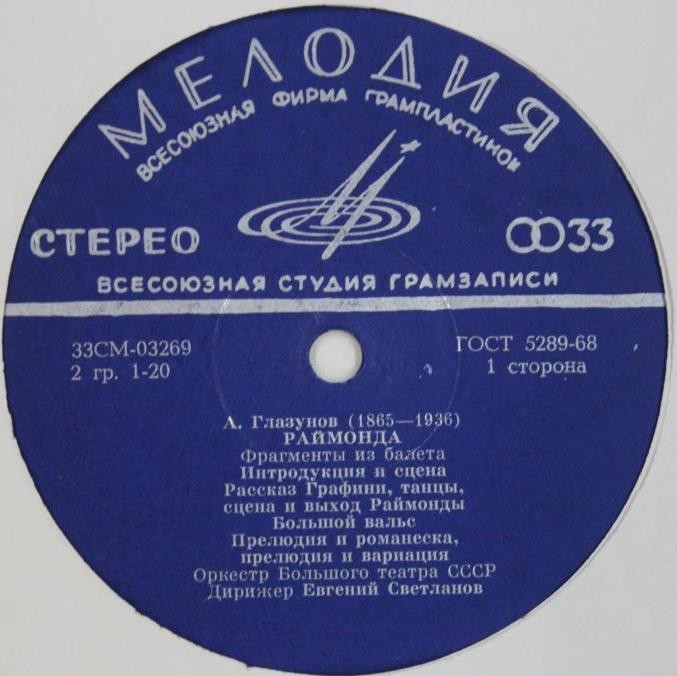 МЕЛОДИЯ
ВСЕСОЮЗНАЯ ФИРМА ГРАМПЛАСТИНОК
СТЕРЕО 33
ВСЕСОЮЗНАЯ СТУДИЯ ГРАМЗАПИСИ
33СМ-03269 ГОСТ 5289-68
2 гр. 1-20 1 сторона
А. Глазунов (1865—1936)
РАЙМОНДА
Фрагменты из балета
Интродукция и сцена
Рассказ Графини, танцы,
сцена и выход Раймонды
Большой вальс
Прелюдия и романеска,
прелюдия и вариация
Оркестр Большого театра СССР
Дирижер Евгений Светланов